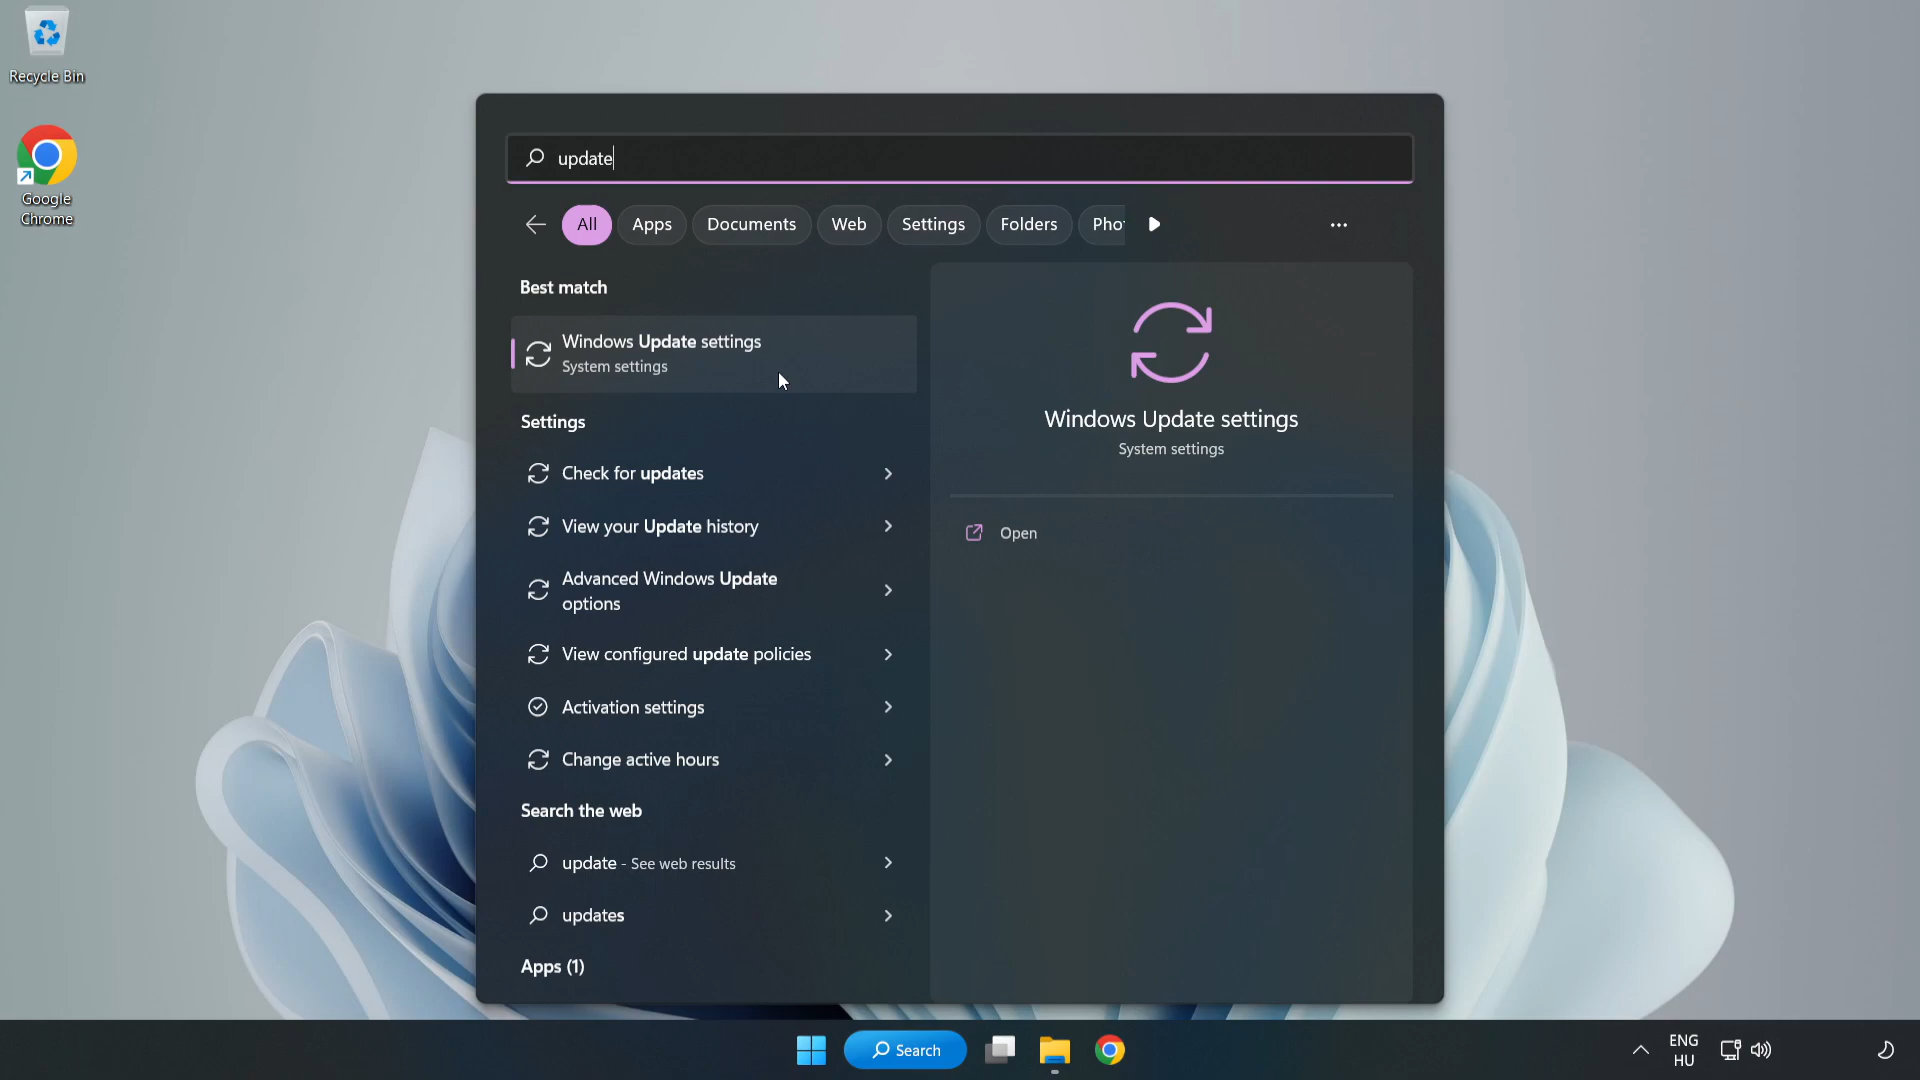 Recycle Bin
Google
Chrome
update
All
Apps
Documents
Web
Settings
Folders
Pho
Best match
Windows Update settings
System settings
Settings
Check for updates
View your Update history
Advanced Windows Update
options
View configured update policies
Activation settings
Change active hours
Search the web
update - See web results
updates
Apps (1)
Windows Update settings
System settings
Open
Search
ENG
HU